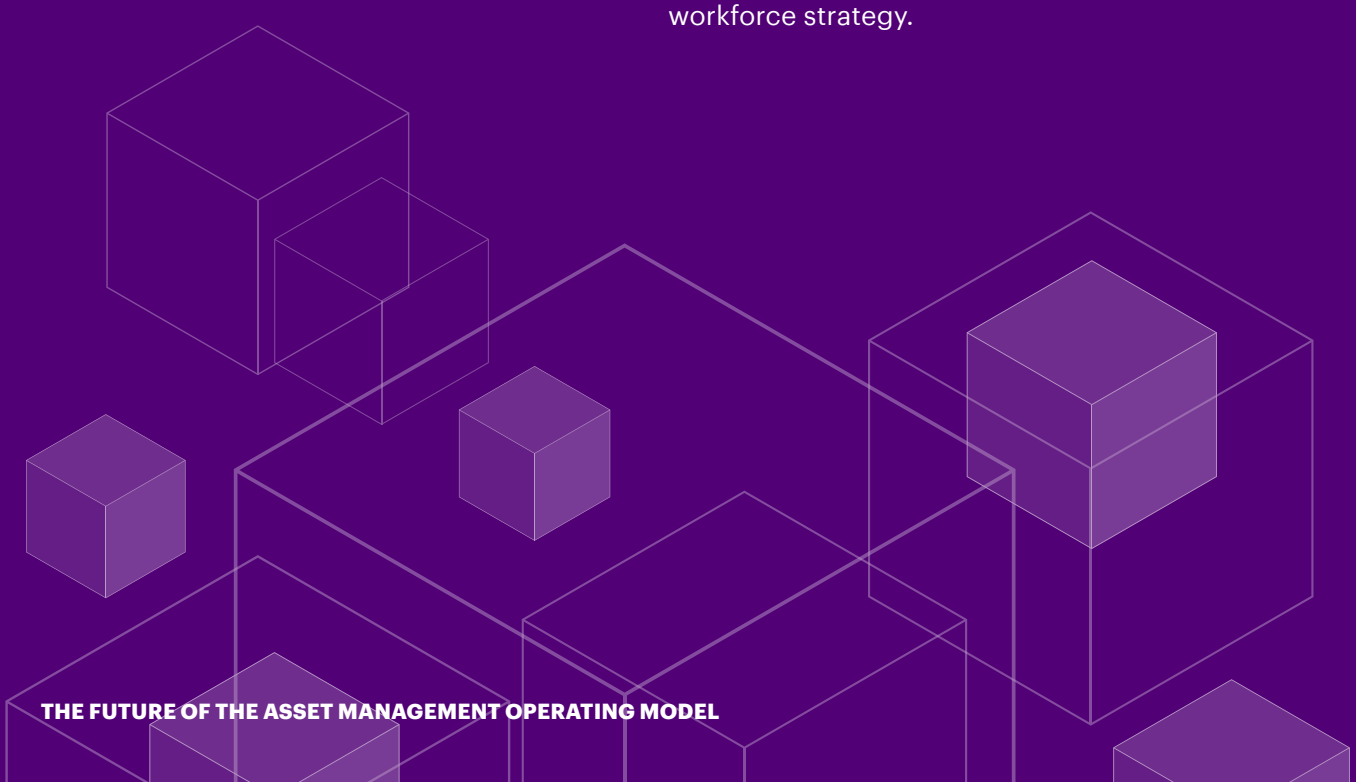 workforce strategy.
THE FUTURE OF THE ASSET MANAGEMENT OPERATING MODEL